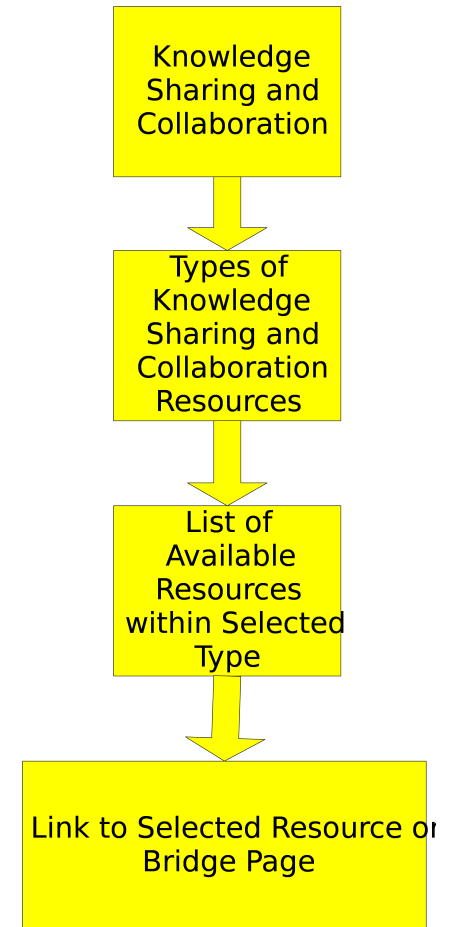 Knowledge
Sharing and
Collaboration
Types of
Knowledge
Sharing and
Collaboration
Resources
List of
Available
Resources
within Selected
Type
Link to Selected Resource or
Bridge Page